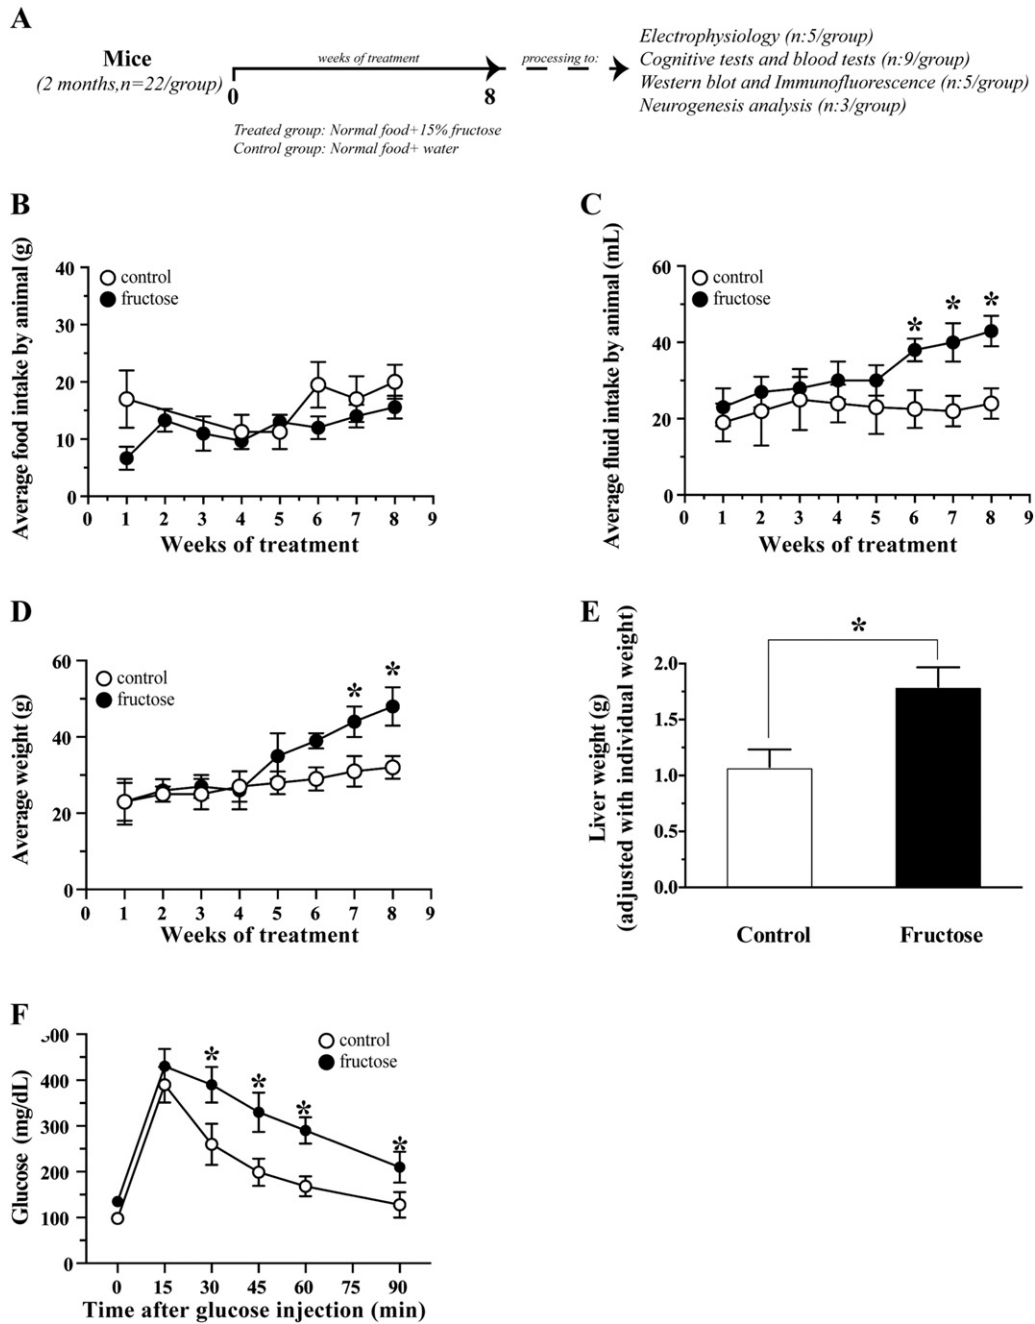 A
Mice
(2 months,n=22/group)
weeks of treatment
0
8
processing to:
Electrophysiology (n:5/group)
Cognitive tests and blood tests (n:9/group)
Western blot and Immunofluorescence (n:5/group)
Neurogenesis analysis (n:3/group)
Treated group: Normal food+15% fructose
Control group: Normal food+ water
B
Average food intake by animal (g)
40
30
20
10
0
control
fructose
0 1 2 3 4 5 6 7 8 9
Weeks of treatment
C
Average fluid intake by animal (mL)
60
40
20
0
control
fructose
* * *
0 1 2 3 4 5 6 7 8 9
Weeks of treatment
D
Average weight (g)
60
40
20
0
control
fructose
* *
0 1 2 3 4 5 6 7 8 9
Weeks of treatment
E
Liver weight (g)
(adjusted with individual weight)
2.0
1.5
1.0
0.5
0.0
*
Control Fructose
F
Glucose (mg/dL)
00
400
300
200
100
0
control
fructose
* * * *
0 15 30 45 60 75 90
Time after glucose injection (min)